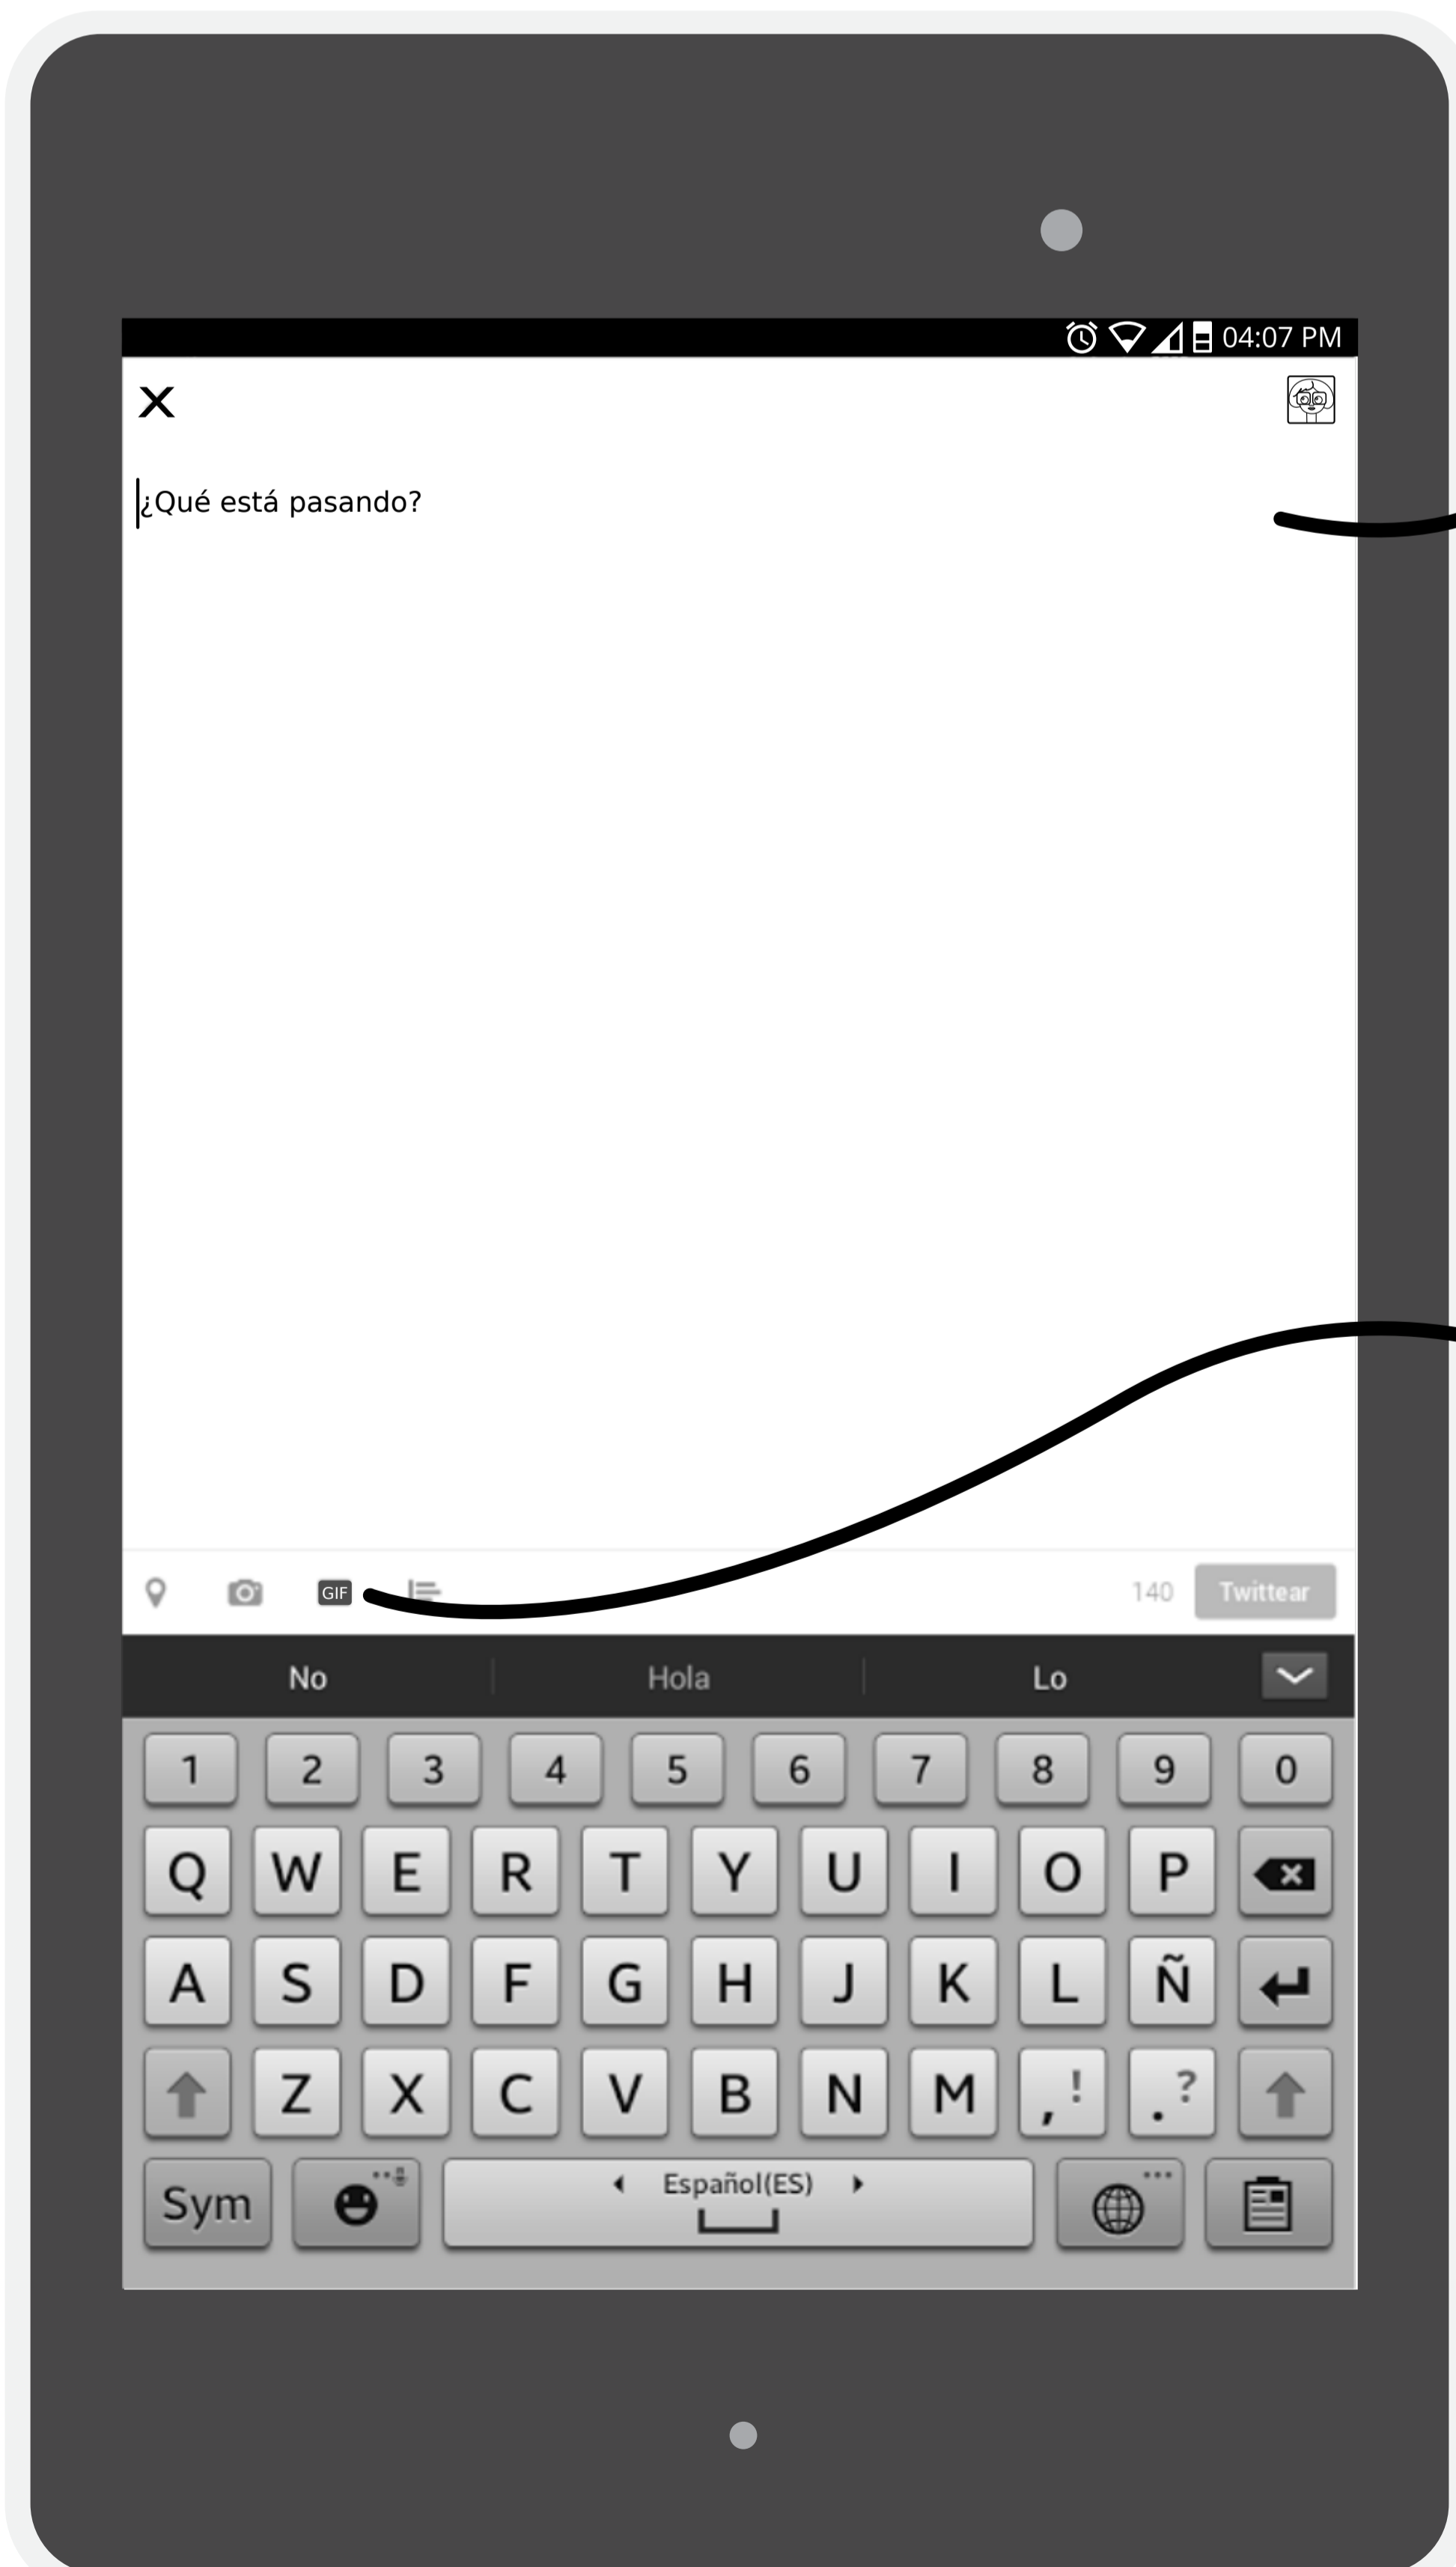 04:07 PM
X
¿Qué está pasando?
GIF 140 Twittear
No Hola Lo
1 2 3 4 5 6 7 8 9 0
Q W E R T Y U I O P
A S D F G H J K L Ñ
Z X C V B N M , ! . ?
Sym Español(ES)